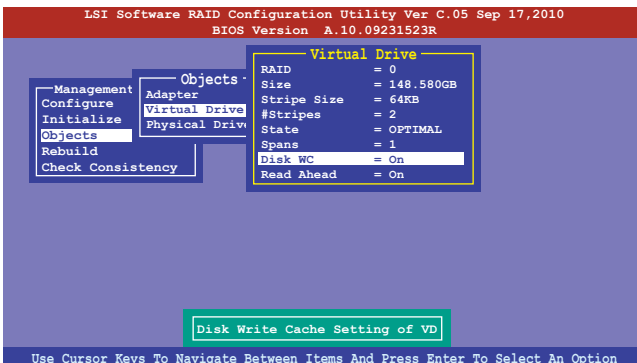 LSI Software RAID Configuration Utility Ver C.05 Sep 17,2010
BIOS Version A.10.09231523R
Management
Configure
Initialize
Objects
Rebuild
Check Consistency
Objects
Adapter
Virtual Drive
Physical Driv
Virtual Drive
RAID = 0
Size = 148.580GB
Stripe Size = 64KB
#Stripes = 2
State = OPTIMAL
Spans = 1
Disk WC = On
Read Ahead = On
Disk Write Cache Setting of VD
Use Cursor Keys To Navigate Between Items And Press Enter To Select An Option